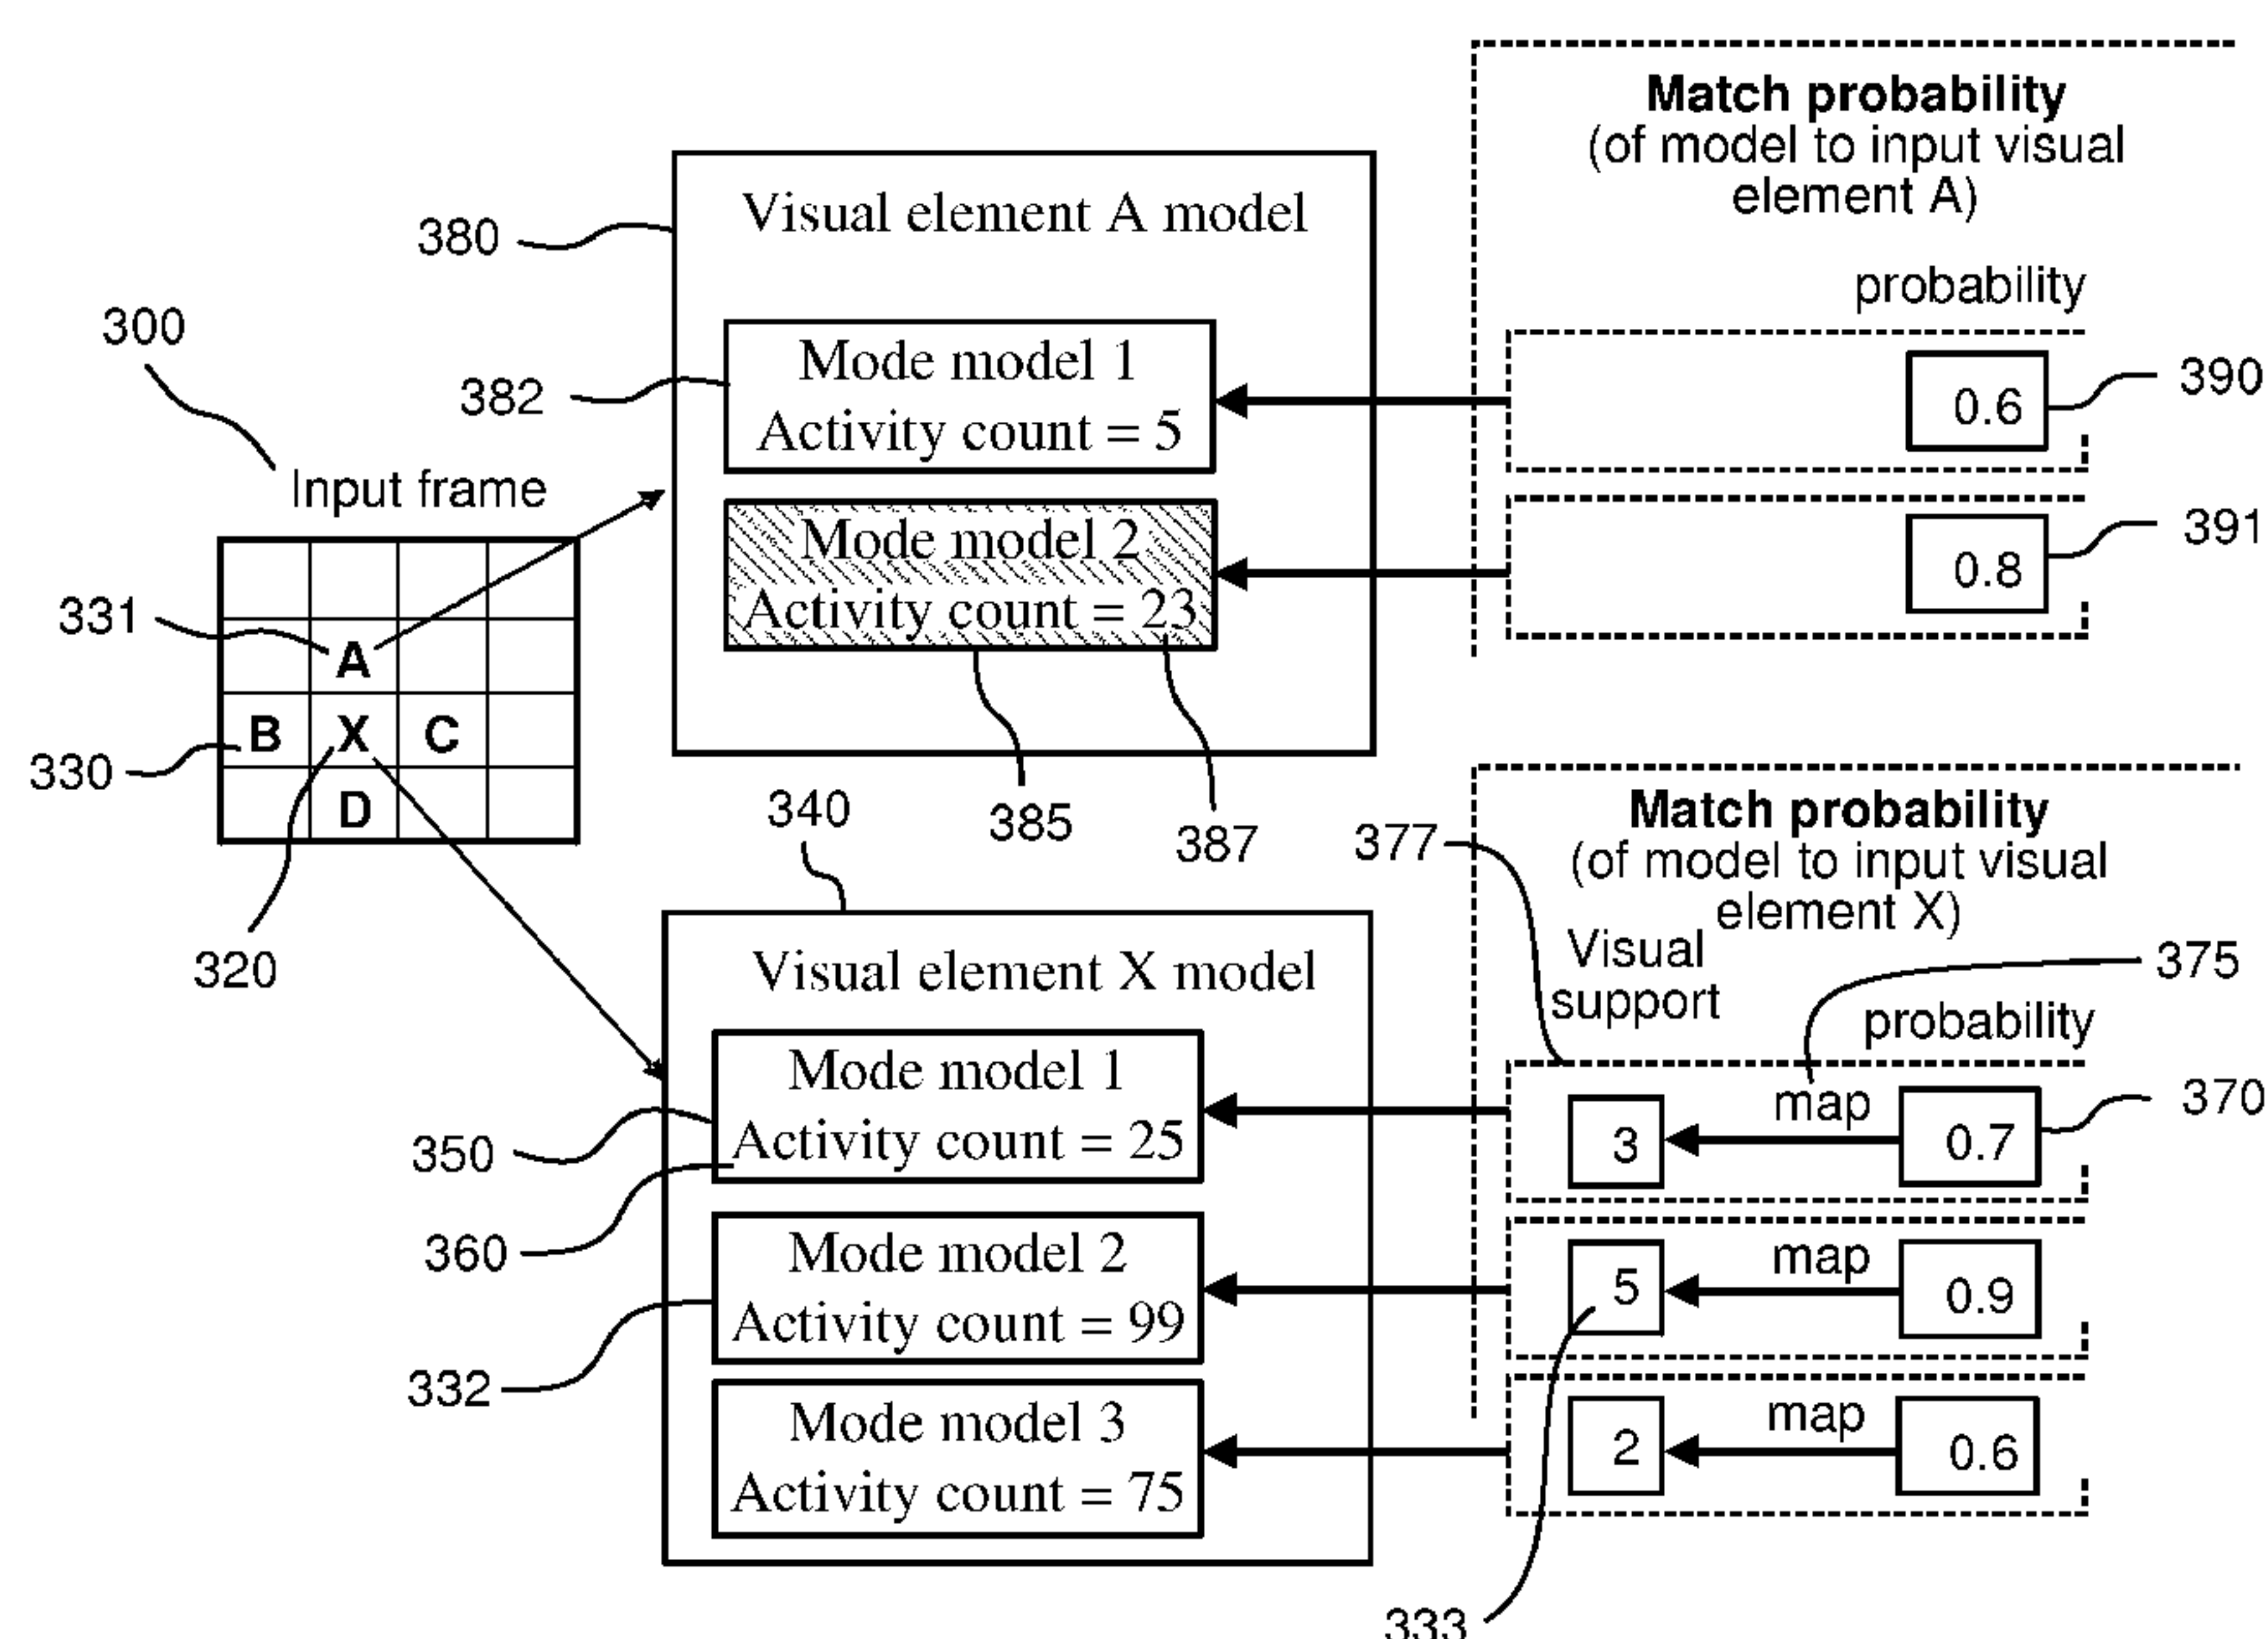 Match probability
(of model to input visual
element A)
380
Visual element A model
probability
300
382
Mode model 1
Activity count = 5
0.6
390
Input frame
Mode model 2
Activity count = 23
0.8
391
331
A
B
X
C
330
D
385
387
320
340
377
Match probability
(of model to input visual
element X)
Visual
support
375
probability
Visual element X model
350
Mode model 1
Activity count = 25
3
map
0.7
370
360
Mode model 2
Activity count = 99
5
map
0.9
332
Mode model 3
Activity count = 75
2
map
0.6
333